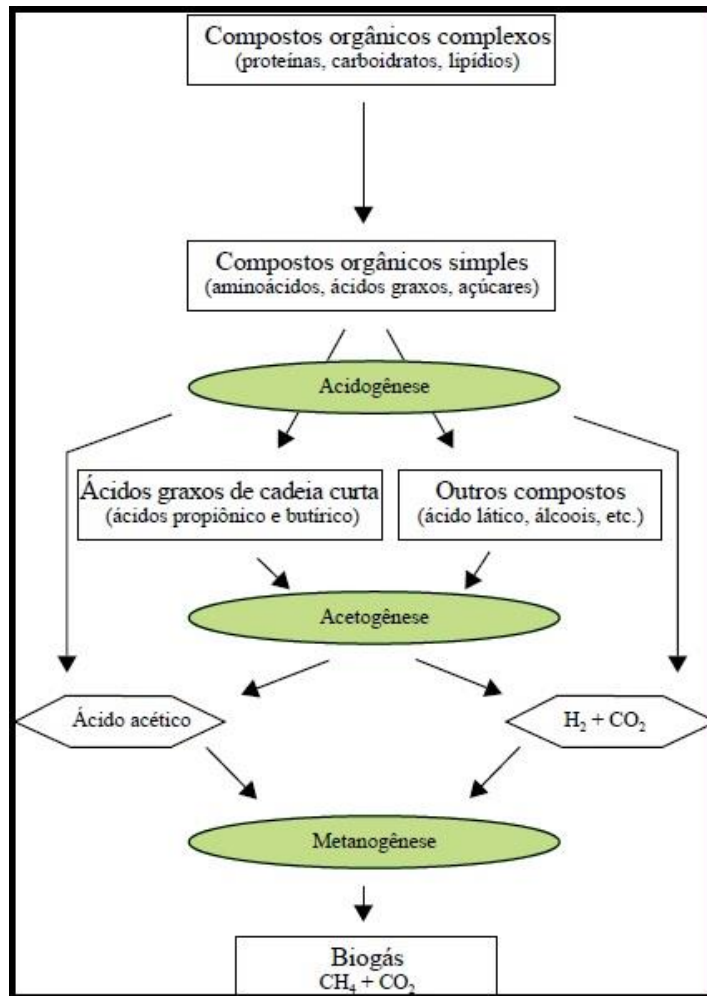 Compostos orgânicos complexos
(proteínas, carboidratos, lipídios)
Compostos orgânicos simples
(aminoácidos, ácidos graxos, açúcares)
Acidogênese
Ácidos graxos de cadeia curta
(ácidos propiônico e butírico)
Outros compostos
(ácido lático, álcoois, etc.)
Acetogênese
Ácido acético
H₂ + CO₂
Metanogênese
Biogás
CH₄ + CO₂